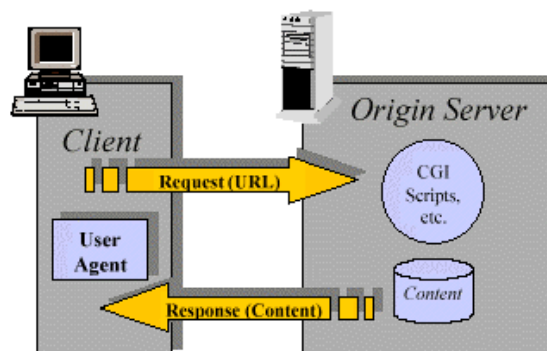 Client
Origin Server
Request (URL)
CGI
Scripts,
etc.
User
Agent
Content
Response (Content)